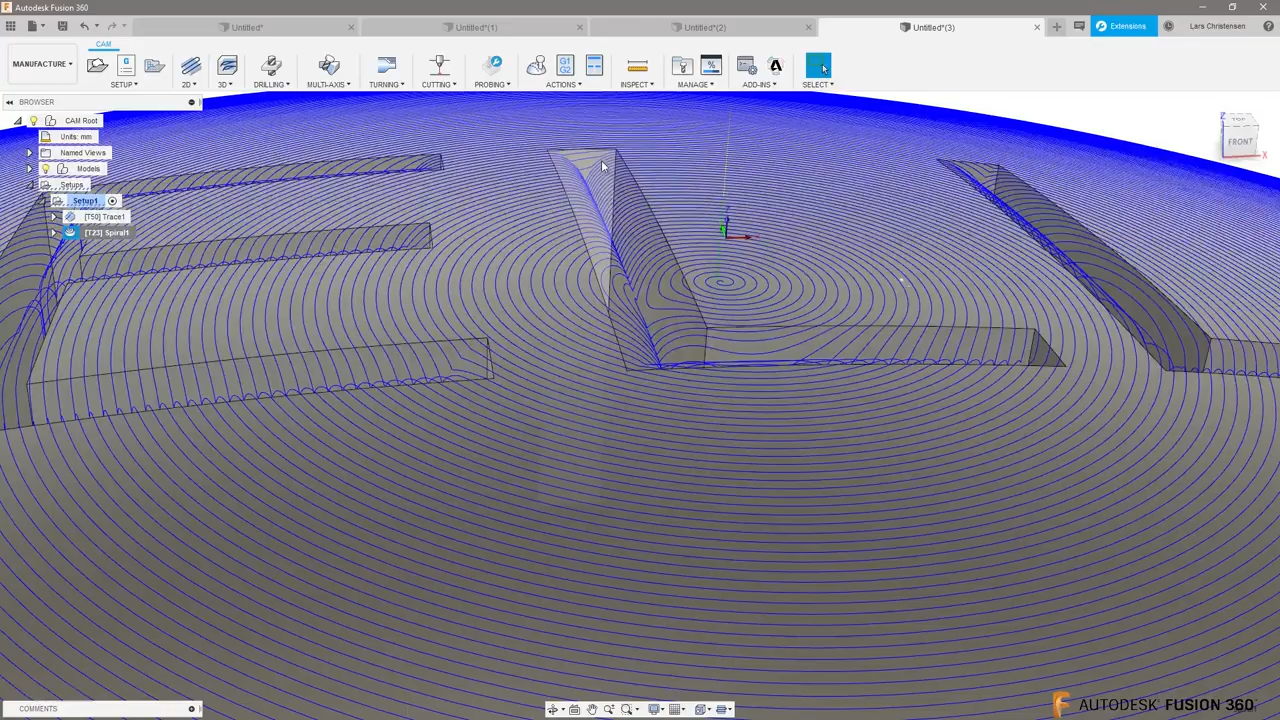 Autodesk Fusion 360
Untitled* Untitled*(1) Untitled*(2) Untitled*(3) Extensions Lars Christensen
CAM
MANUFACTURE
G1
G2
%
SETUP 2D 3D DRILLING MULTI-AXIS TURNING CUTTING PROBING ACTIONS INSPECT MANAGE ADD-INS SELECT
BROWSER
CAM Root
Units: mm
Named Views
Models
Setups
Setup1
[T50] Trace1
[T23] Spiral1
Z
TOP
FRONT
X
COMMENTS
AUTODESK FUSION 360